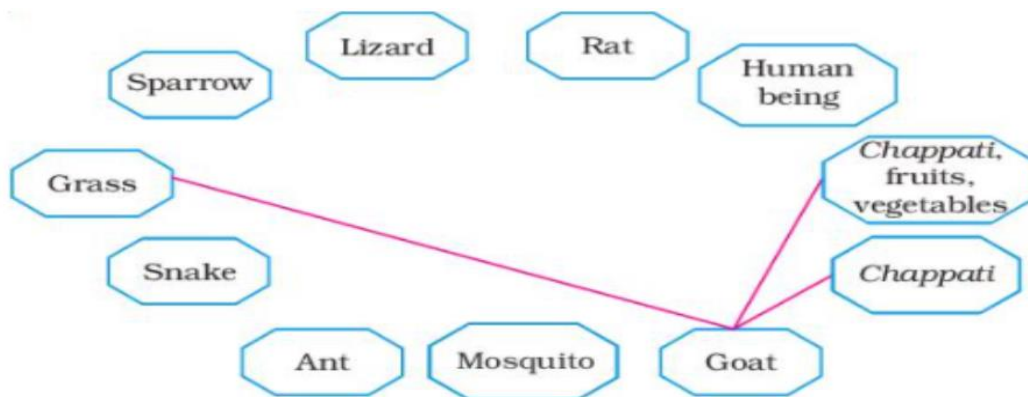 Lizard
Rat
Sparrow
Human
being
Chappati,
fruits,
vegetables
Grass
Snake
Chappati
Ant
Mosquito
Goat